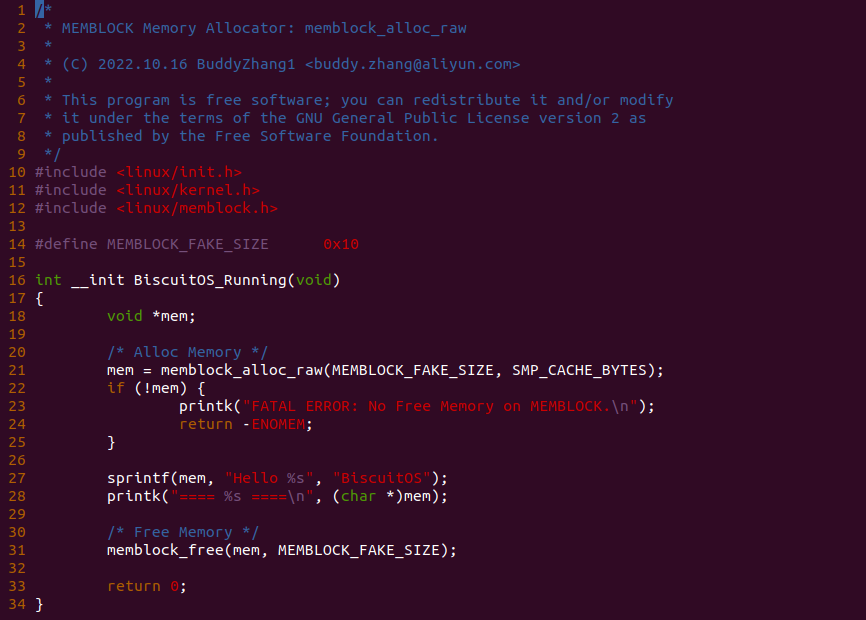 1 /*
2  * MEMBLOCK Memory Allocator: memblock_alloc_raw
3  *
4  * (C) 2022.10.16 BuddyZhang1 <buddy.zhang@aliyun.com>
5  *
6  * This program is free software; you can redistribute it and/or modify
7  * it under the terms of the GNU General Public License version 2 as
8  * published by the Free Software Foundation.
9  */
10 #include <linux/init.h>
11 #include <linux/kernel.h>
12 #include <linux/memblock.h>
13
14 #define MEMBLOCK_FAKE_SIZE      0x10
15
16 int __init BiscuitOS_Running(void)
17 {
18         void *mem;
19
20         /* Alloc Memory */
21         mem = memblock_alloc_raw(MEMBLOCK_FAKE_SIZE, SMP_CACHE_BYTES);
22         if (!mem) {
23                 printk("FATAL ERROR: No Free Memory on MEMBLOCK.\n");
24                 return -ENOMEM;
25         }
26
27         sprintf(mem, "Hello %s", "BiscuitOS");
28         printk("==== %s ====\n", (char *)mem);
29
30         /* Free Memory */
31         memblock_free(mem, MEMBLOCK_FAKE_SIZE);
32
33         return 0;
34 }